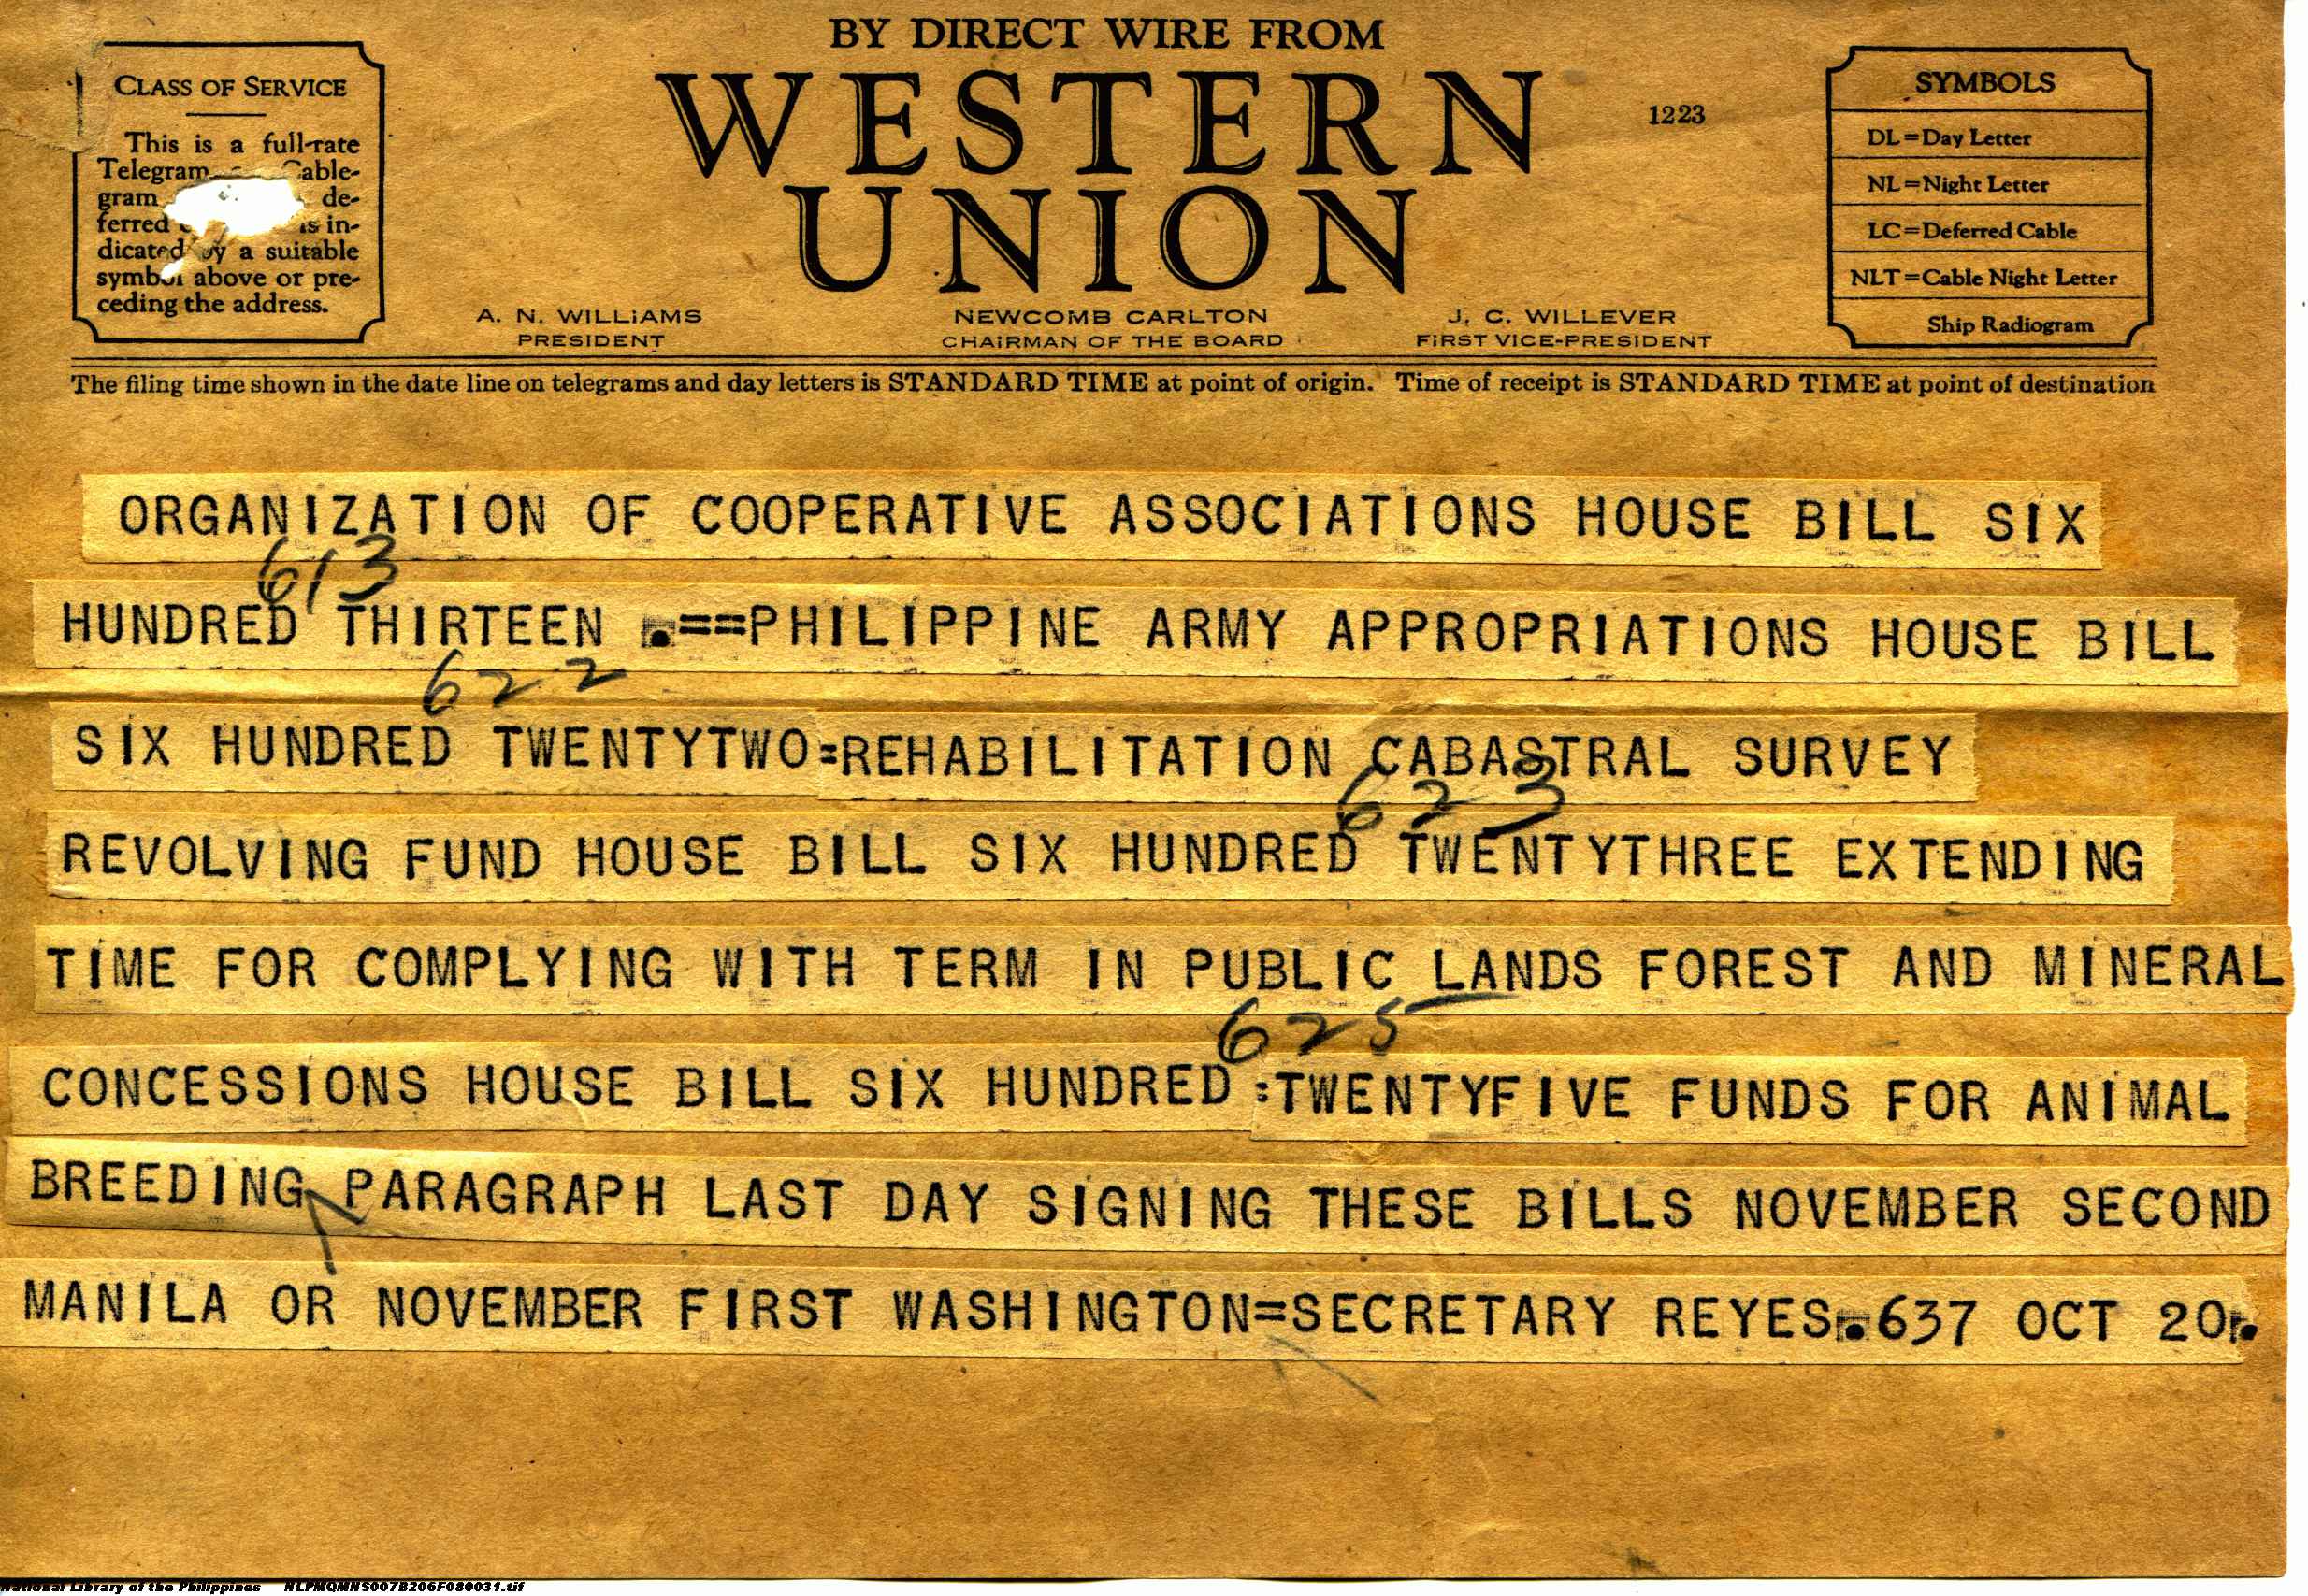 BY DIRECT WIRE FROM
WESTERN
UNION
1223
CLASS OF SERVICE
This is a full-rate
Telegram able-
gram de-
ferred is in-
dicated by a suitable
symbol above or pre-
ceding the address.
SYMBOLS
DL=Day Letter
NL=Night Letter
LC=Deferred Cable
NLT=Cable Night Letter
Ship Radiogram
A. N. WILLIAMS
PRESIDENT
NEWCOMB CARLTON
CHAIRMAN OF THE BOARD
J. C. WILLEVER
FIRST VICE-PRESIDENT
The filing time shown in the date line on telegrams and day letters is STANDARD TIME at point of origin. Time of receipt is STANDARD TIME at point of destination
ORGANIZATION OF COOPERATIVE ASSOCIATIONS HOUSE BILL SIX
613
HUNDRED THIRTEEN .==PHILIPPINE ARMY APPROPRIATIONS HOUSE BILL
622
SIX HUNDRED TWENTYTWO=REHABILITATION CABASTRAL SURVEY
623
REVOLVING FUND HOUSE BILL SIX HUNDRED TWENTYTHREE EXTENDING
TIME FOR COMPLYING WITH TERM IN PUBLIC LANDS FOREST AND MINERAL
625
CONCESSIONS HOUSE BILL SIX HUNDRED =TWENTYFIVE FUNDS FOR ANIMAL
BREEDING PARAGRAPH LAST DAY SIGNING THESE BILLS NOVEMBER SECOND
MANILA OR NOVEMBER FIRST WASHINGTON=SECRETARY REYES.637 OCT 20.
National Library of the Philippines NLPMQMNS007B206F080031.tif